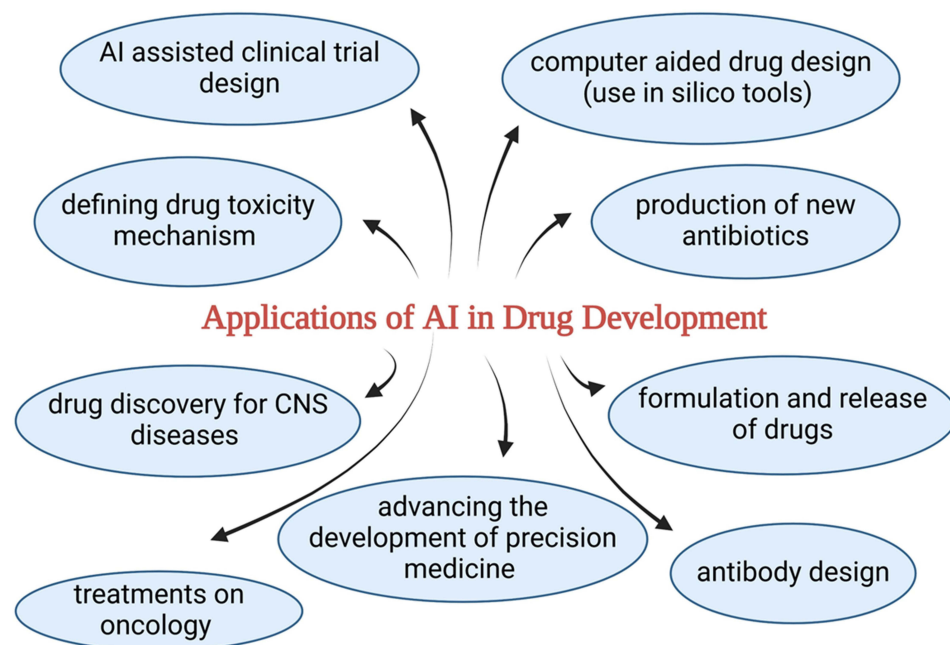 AI assisted clinical trial
design
computer aided drug design
(use in silico tools)
defining drug toxicity
mechanism
production of new
antibiotics
Applications of AI in Drug Development
drug discovery for CNS
diseases
formulation and release
of drugs
advancing the
development of precision
medicine
antibody design
treatments on
oncology